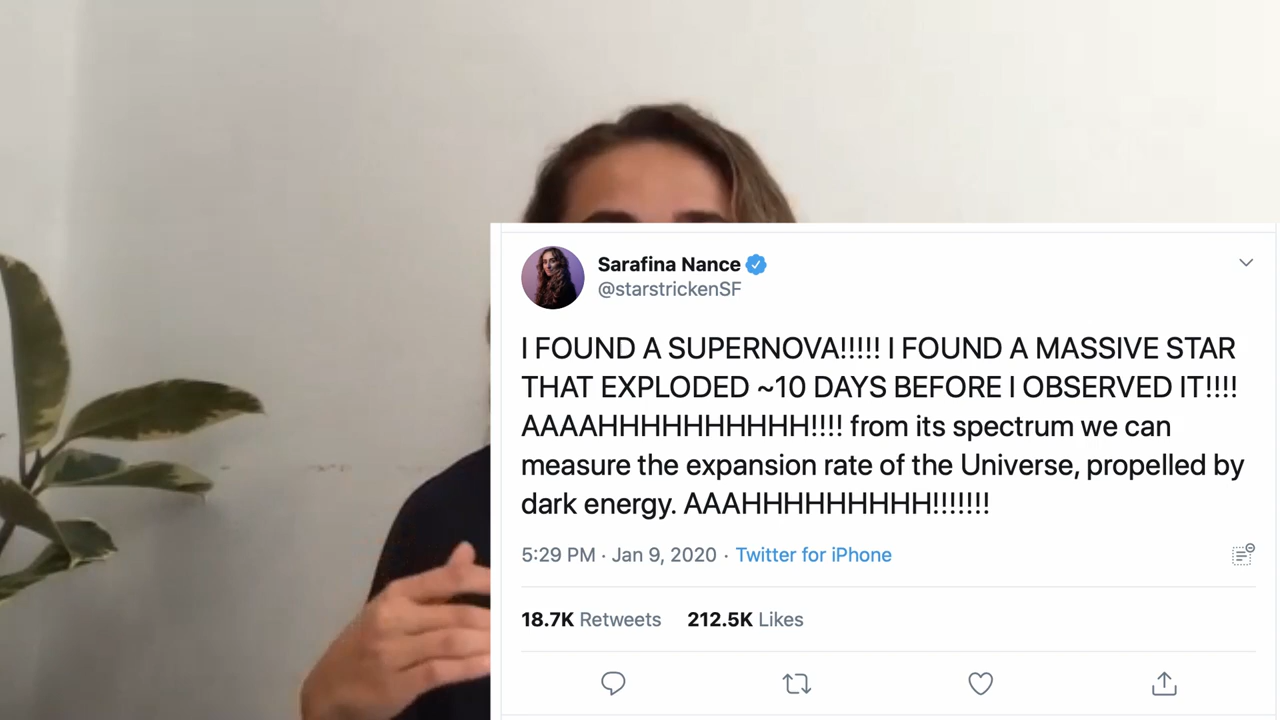 Sarafina Nance
@starstrickenSF
I FOUND A SUPERNOVA!!!!! I FOUND A MASSIVE STAR
THAT EXPLODED ~10 DAYS BEFORE I OBSERVED IT!!!!
AAAAHHHHHHHHHH!!!! from its spectrum we can
measure the expansion rate of the Universe, propelled by
dark energy. AAAHHHHHHHHH!!!!!!!
5:29 PM · Jan 9, 2020 · Twitter for iPhone
18.7K Retweets 212.5K Likes